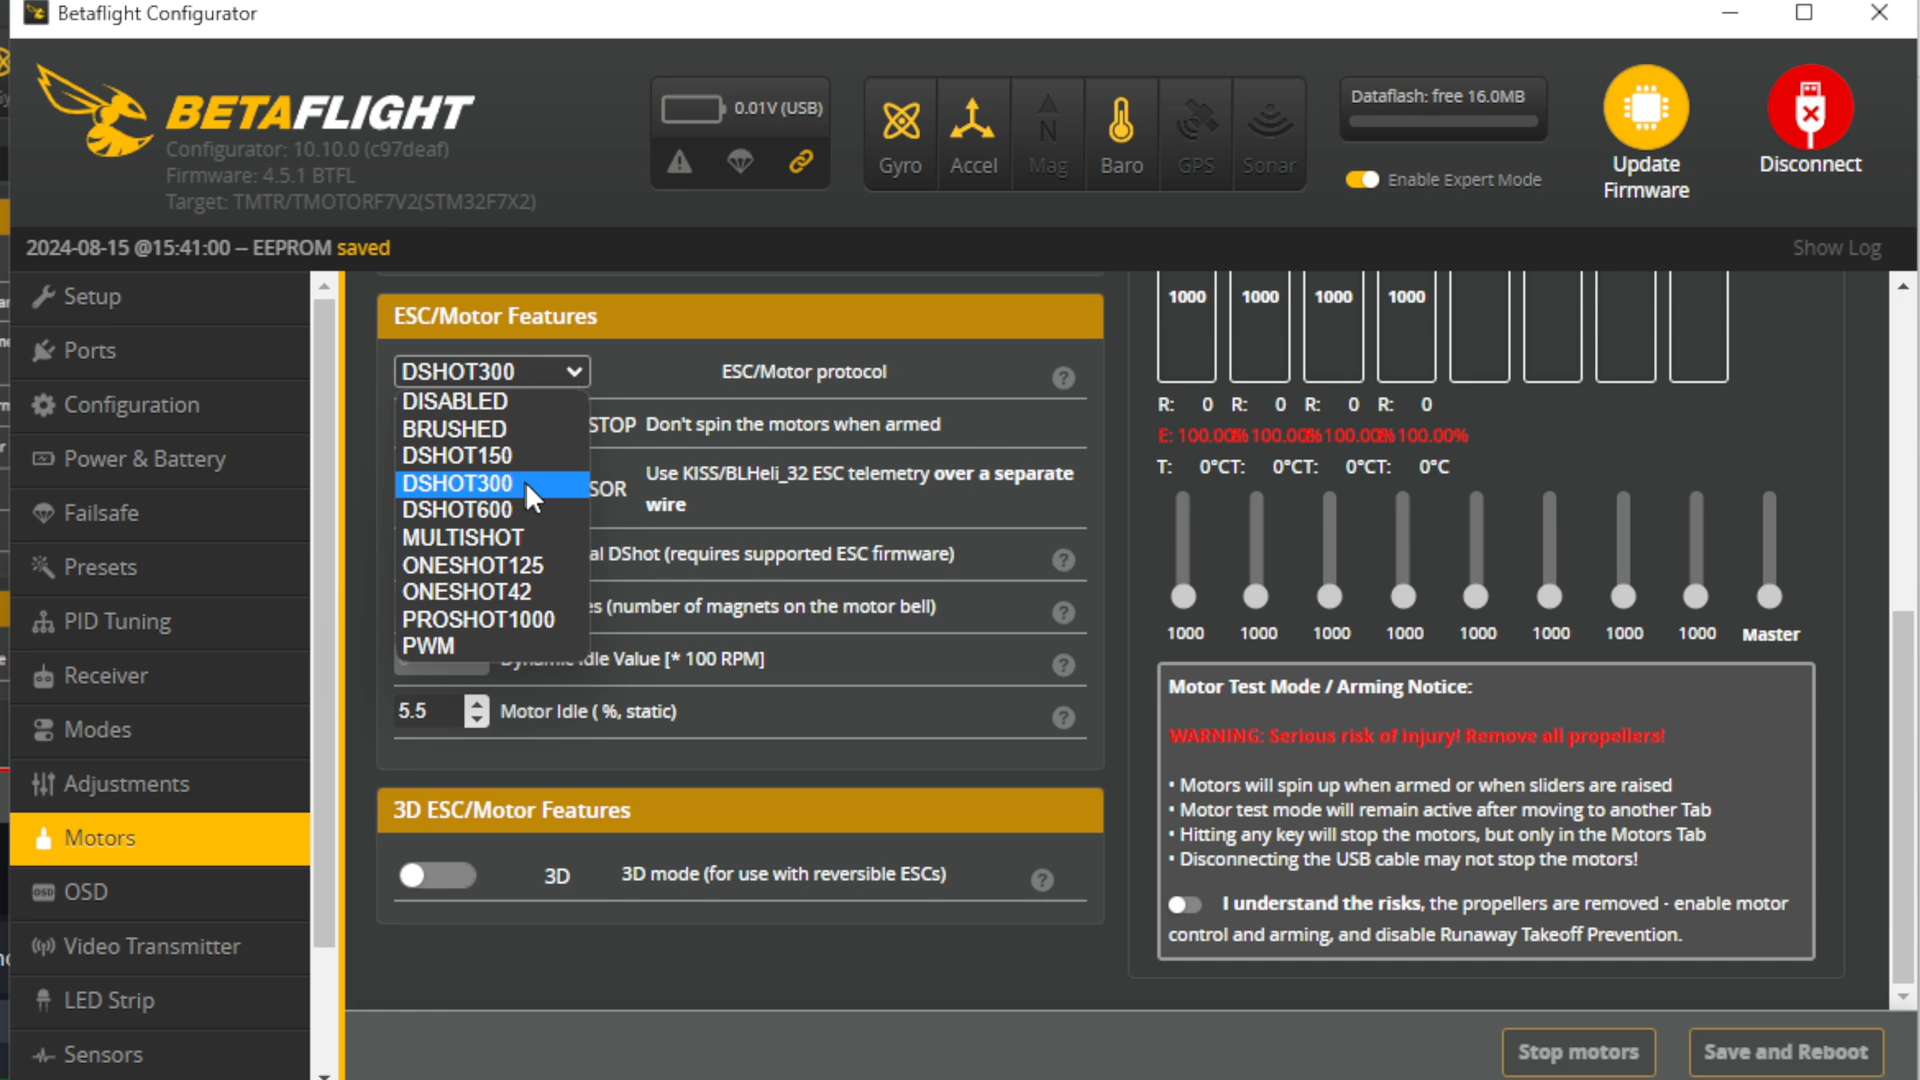 Betaflight Configurator
BETAFLIGHT
Configurator: 10.10.0 (c97deaf)
Firmware: 4.5.1 BTFL
Target: TMTR/TMOTORF7V2(STM32F7X2)
0.01V (USB)
Gyro
Accel
N
Mag
Baro
GPS
Sonar
Dataflash: free 16.0MB
Enable Expert Mode
Update
Firmware
Disconnect
2024-08-15 @15:41:00 -- EEPROM saved
Show Log
Setup
Ports
Configuration
Power & Battery
Failsafe
Presets
PID Tuning
Receiver
Modes
Adjustments
Motors
OSD
Video Transmitter
LED Strip
Sensors
ESC/Motor Features
DSHOT300 ESC/Motor protocol ?
DISABLED
BRUSHED
DSHOT150
DSHOT300
DSHOT600
MULTISHOT
ONESHOT125
ONESHOT42
PROSHOT1000
PWM
STOP Don't spin the motors when armed
SOR Use KISS/BLHeli_32 ESC telemetry over a separate
wire
al DShot (requires supported ESC firmware) ?
es (number of magnets on the motor bell) ?
Idle Value [* 100 RPM] ?
5.5 Motor Idle ( %, static) ?
3D ESC/Motor Features
3D 3D mode (for use with reversible ESCs) ?
1000 1000 1000 1000
R: 0 R: 0 R: 0 R: 0
E: 100.00% 100.00% 100.00% 100.00%
T: 0°C T: 0°C T: 0°C T: 0°C
1000 1000 1000 1000 1000 1000 1000 1000 Master
Motor Test Mode / Arming Notice:
WARNING: Serious risk of injury! Remove all propellers!
• Motors will spin up when armed or when sliders are raised
• Motor test mode will remain active after moving to another Tab
• Hitting any key will stop the motors, but only in the Motors Tab
• Disconnecting the USB cable may not stop the motors!
I understand the risks, the propellers are removed - enable motor
control and arming, and disable Runaway Takeoff Prevention.
Stop motors
Save and Reboot